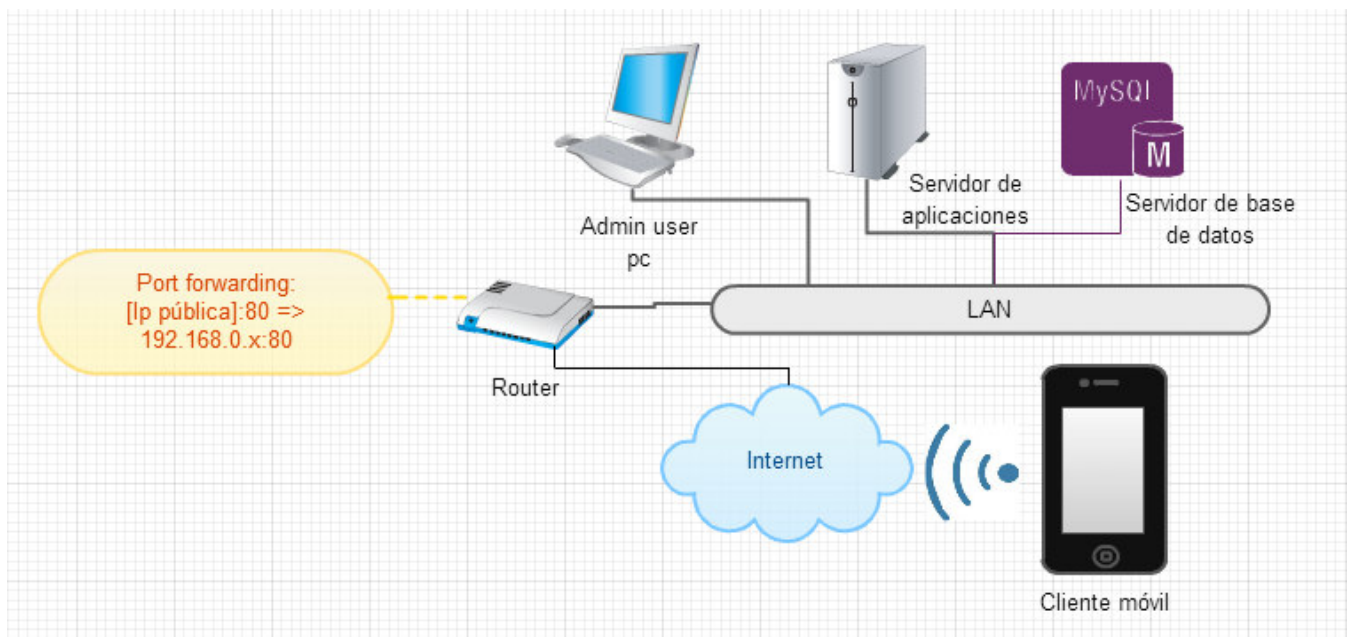 MySQl
M
Servidor de
aplicaciones
Servidor de base
de datos
Admin user
pc
Port forwarding:
[Ip pública]:80 =>
192.168.0.x:80
LAN
Router
Internet
Cliente móvil